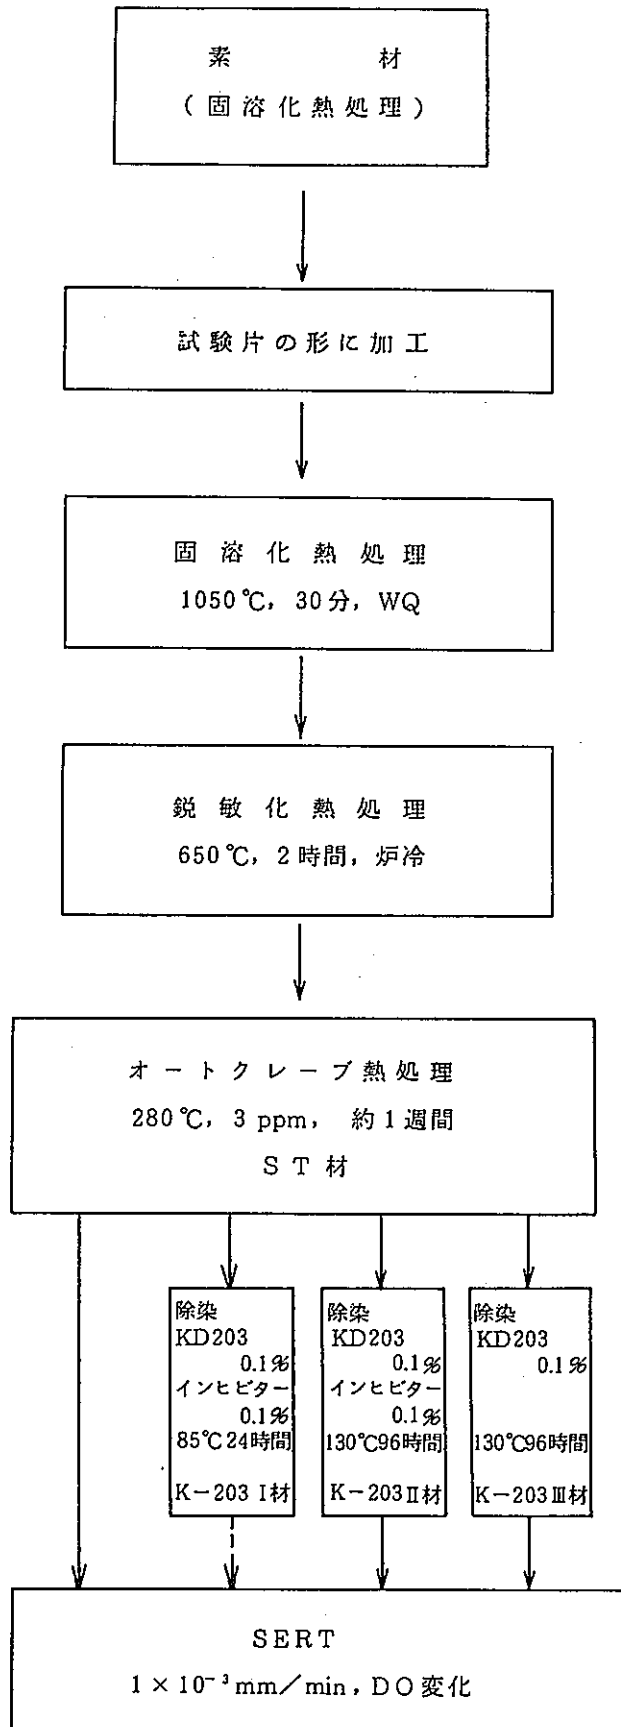 素材
(固溶化熱処理)
試験片の形に加工
固溶化熱処理
1050℃, 30分, WQ
鋭敏化熱処理
650℃, 2時間, 炉冷
オートクレーブ熱処理
280℃, 3 ppm, 約1週間
ST材
除染
KD203
0.1%
インヒビター
0.1%
85℃24時間
K-203 I材
除染
KD203
0.1%
インヒビター
0.1%
130℃96時間
K-203 II材
除染
KD203
0.1%
130℃96時間
K-203 III材
SERT
1×10⁻³mm/min, DO変化